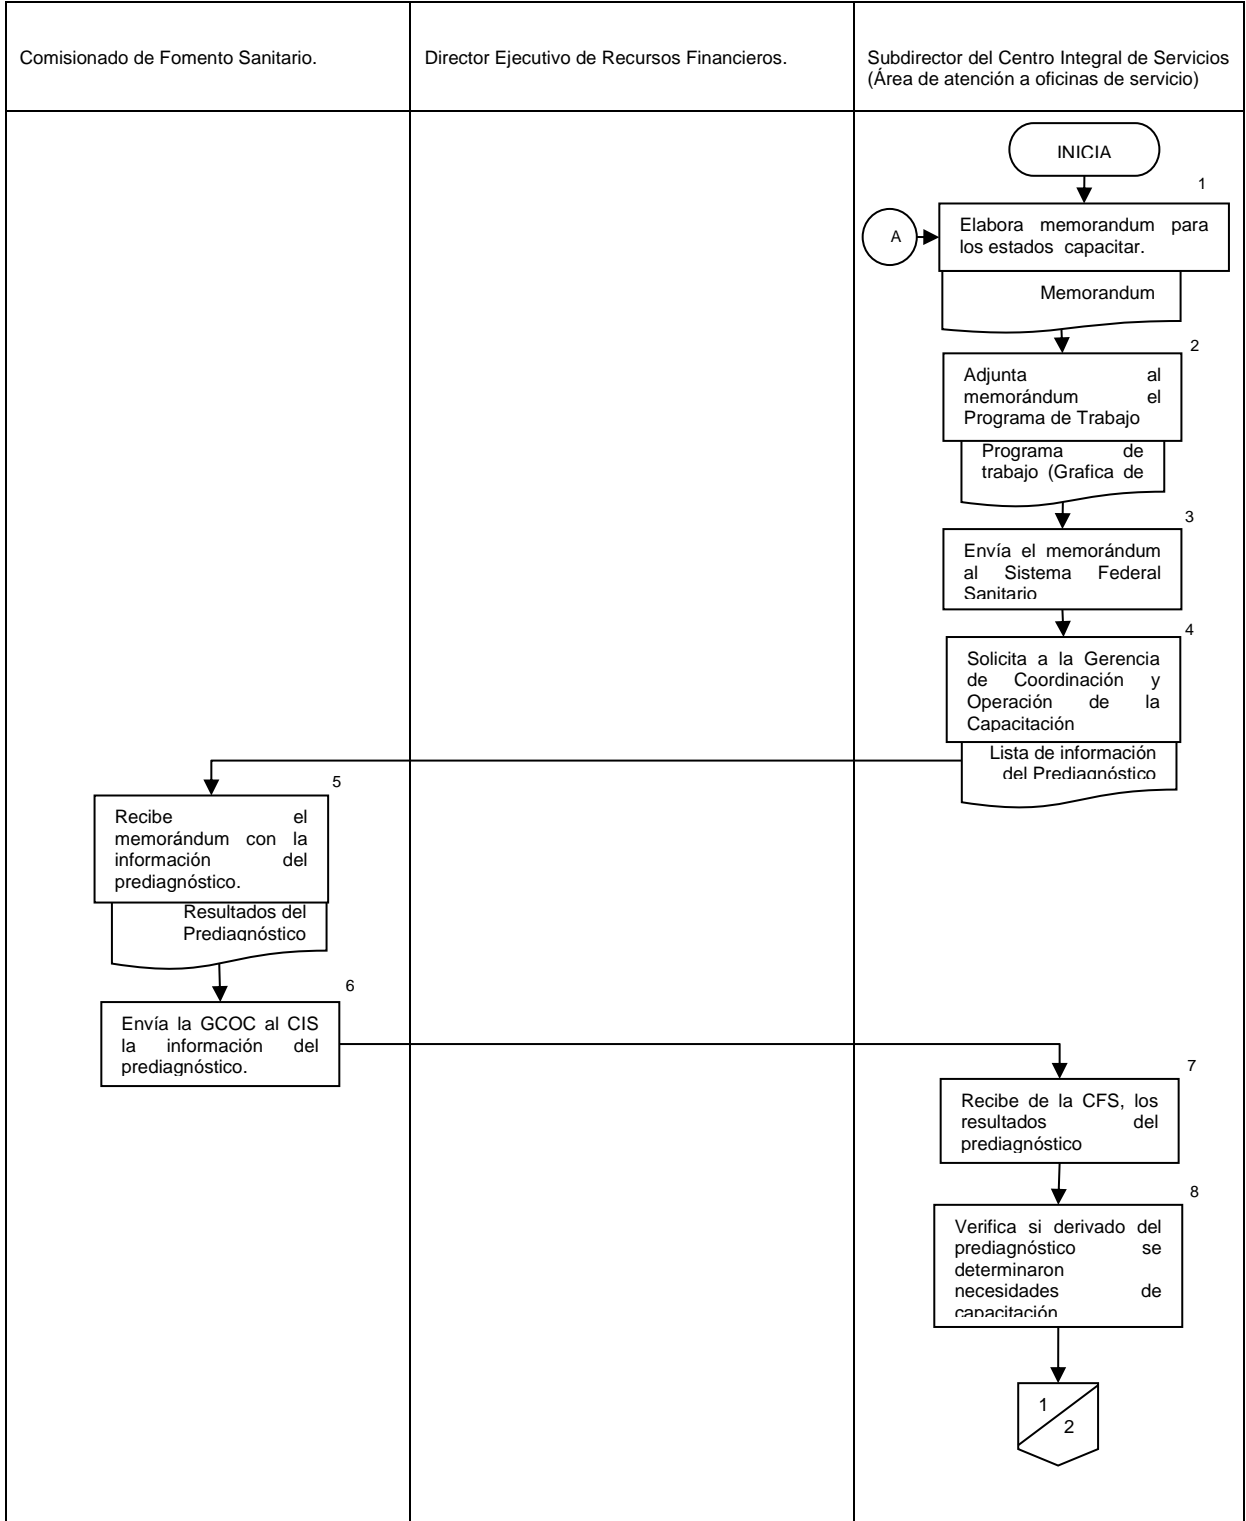 Comisionado de Fomento Sanitario.
Director Ejecutivo de Recursos Financieros.
Subdirector del Centro Integral de Servicios
(Área de atención a oficinas de servicio)
INICIA
1
A
Elabora memorandum para
los estados capacitar.
Memorandum
2
Adjunta al
memorándum el
Programa de Trabajo
Programa de
trabajo (Grafica de
3
Envía el memorándum
al Sistema Federal
Sanitario
4
Solicita a la Gerencia
de Coordinación y
Operación de la
Capacitación
Lista de información
del Prediagnóstico
5
Recibe el
memorándum con la
información del
prediagnóstico.
Resultados del
Prediagnóstico
6
Envía la GCOC al CIS
la información del
prediagnóstico.
7
Recibe de la CFS, los
resultados del
prediagnóstico
8
Verifica si derivado del
prediagnóstico se
determinaron
necesidades de
capacitación
1
2